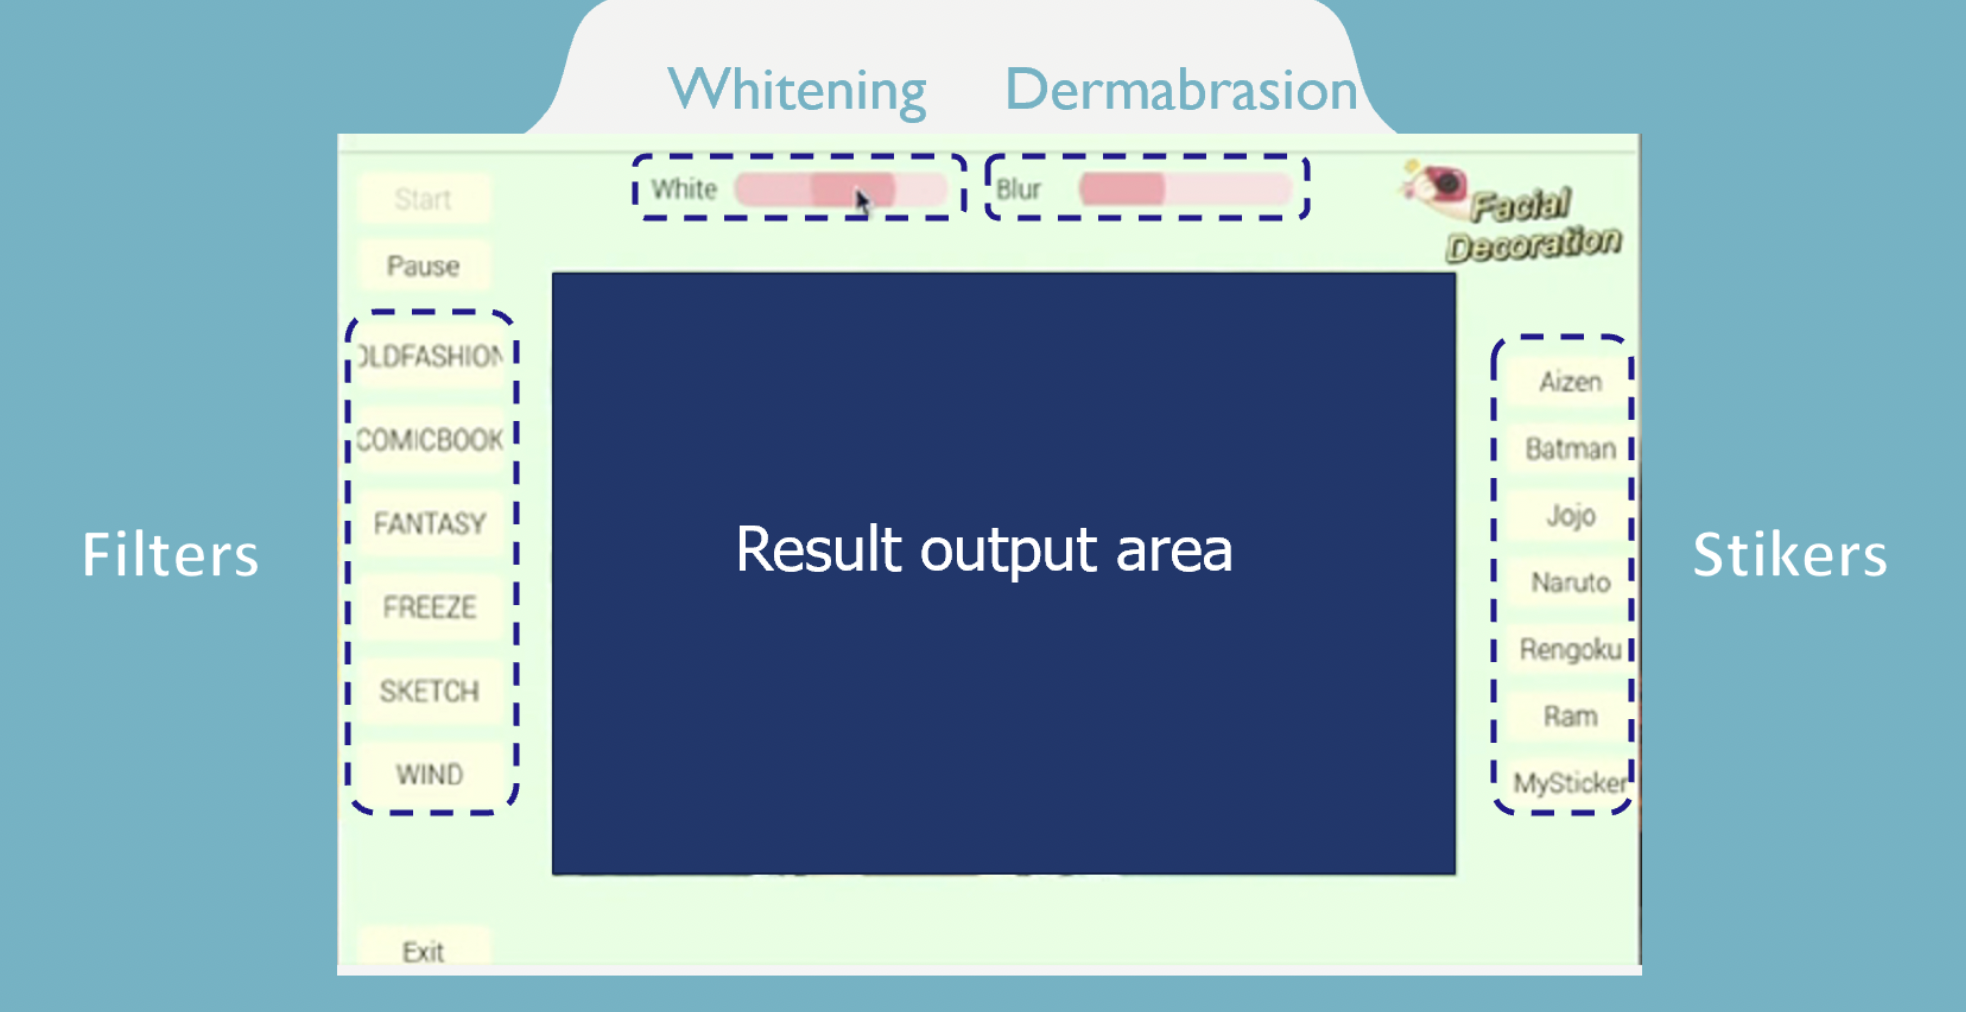 Whitening Dermabrasion
White Blur
Facial
Decoration
Start
Pause
OLDFASHION
COMICBOOK
FANTASY
FREEZE
SKETCH
WIND
Exit
Filters
Result output area
Aizen
Batman
Jojo
Naruto
Rengoku
Ram
MySticker
Stikers